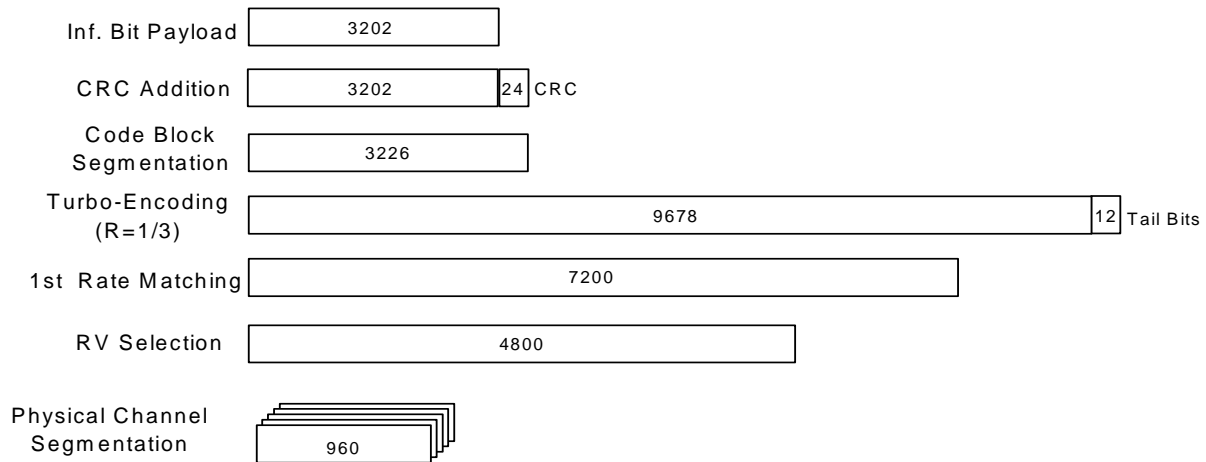 Inf. Bit Payload 3202
CRC Addition 3202 24 CRC
Code Block
Segmentation 3226
Turbo-Encoding
(R=1/3) 9678 12 Tail Bits
1st Rate Matching 7200
RV Selection 4800
Physical Channel
Segmentation 960